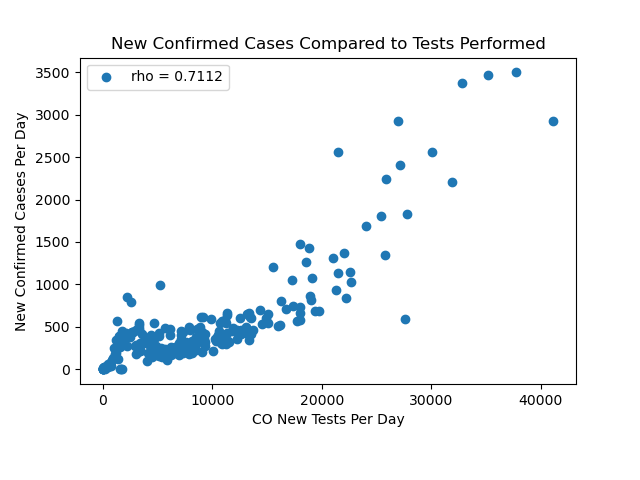 New Confirmed Cases Compared to Tests Performed
rho = 0.7112
New Confirmed Caeses Per Day
3500
3000
2500
2000
1500
1000
500
0
0 10000 20000 30000 40000
CO New Tests Per Day